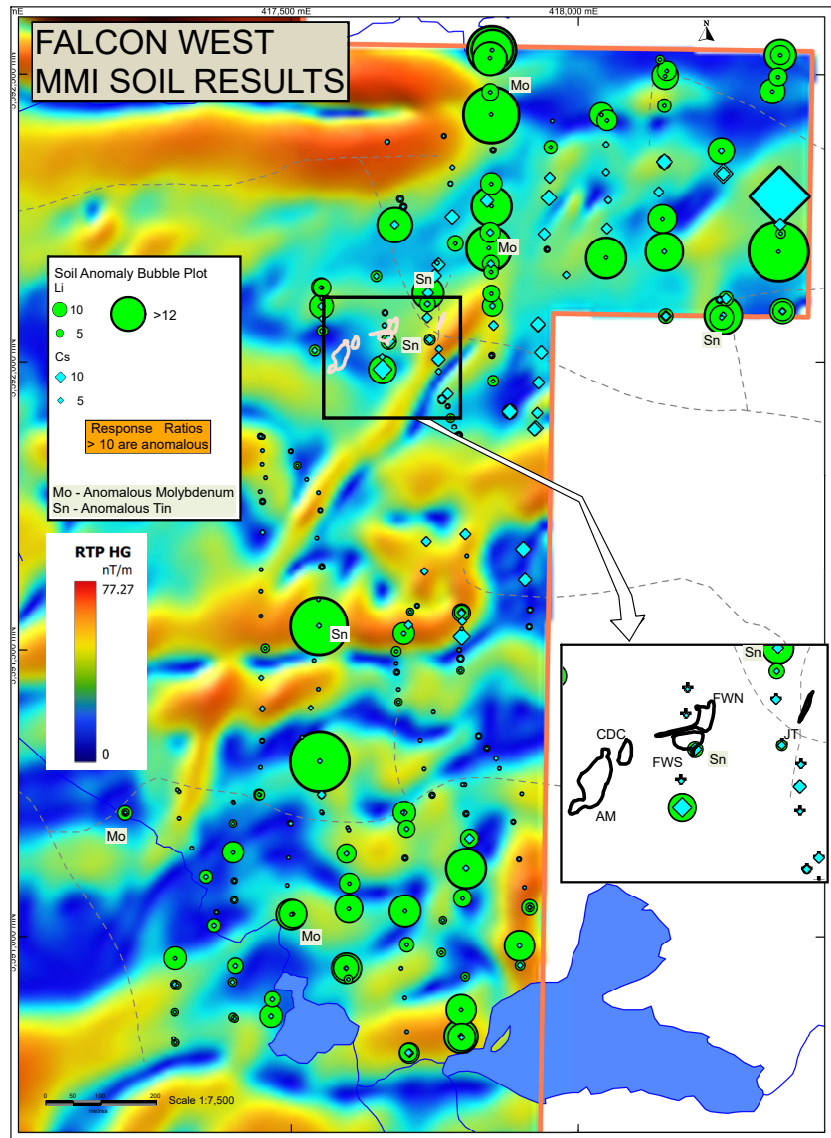 417,500 mE
418,000 mE
FALCON WEST
MMI SOIL RESULTS
N
Mo
Mo
Sn
Sn
Sn
Soil Anomaly Bubble Plot
Li
10
>12
5
Cs
10
5
Response Ratios
> 10 are anomalous
Mo - Anomalous Molybdenum
Sn - Anomalous Tin
RTP HG
nT/m
77.27
0
Sn
Sn
FWN
CDC
JT
FWS
Sn
AM
Mo
Mo
0 50 100 200
metres
Scale 1:7,500